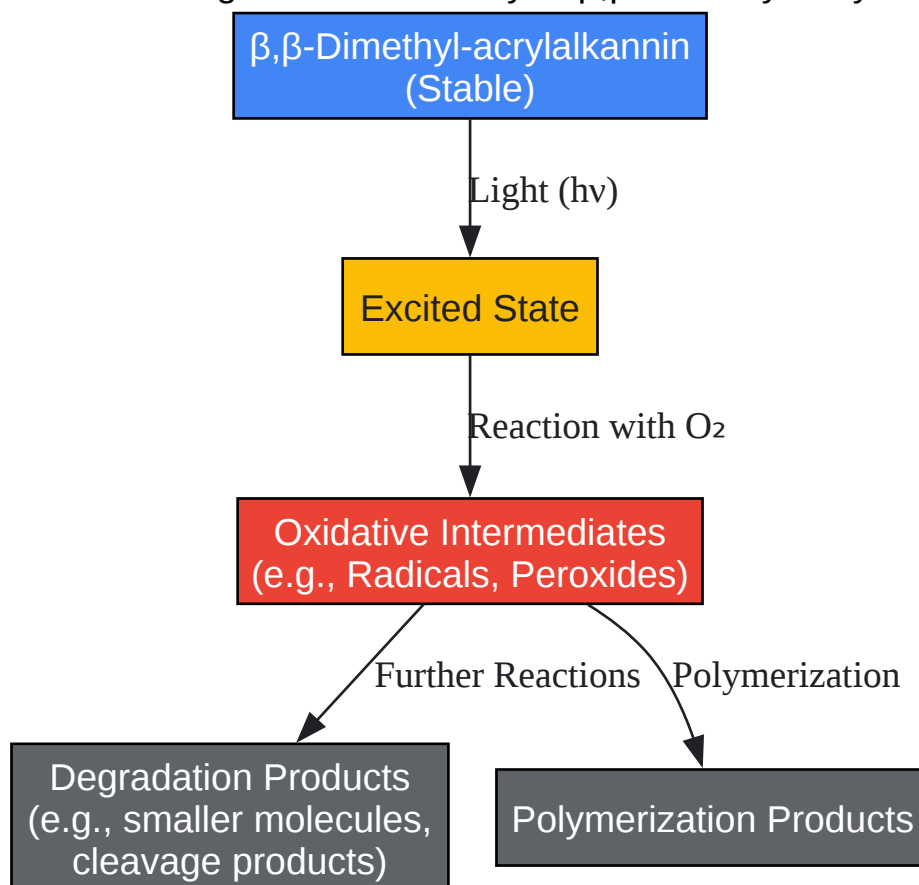 β,β-Dimethyl-acrylalkannin
(Stable)
Light (hν)
Excited State
Reaction with O₂
Oxidative Intermediates
(e.g., Radicals, Peroxides)
Further Reactions
Polymerization
Degradation Products
(e.g., smaller molecules,
cleavage products)
Polymerization Products